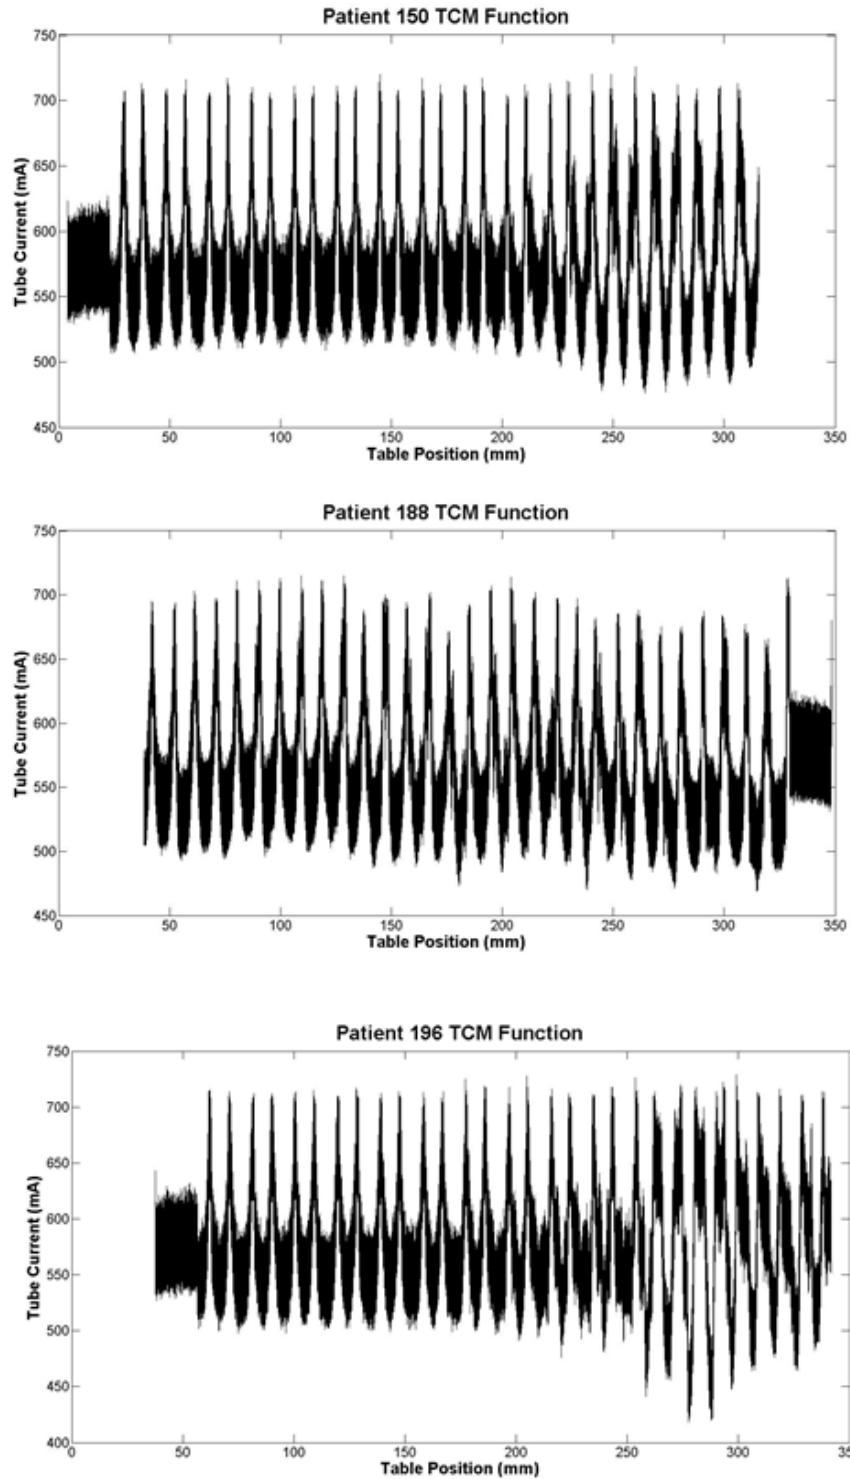 Patient 150 TCM Function
750
700
650
600
550
500
450
Tube Current (mA)
0 50 100 150 200 250 300 350
Table Position (mm)
Patient 188 TCM Function
750
700
650
600
550
500
450
Tube Current (mA)
0 50 100 150 200 250 300 350
Table Position (mm)
Patient 196 TCM Function
750
700
650
600
550
500
450
400
Tube Current (mA)
0 50 100 150 200 250 300 35
Table Position (mm)